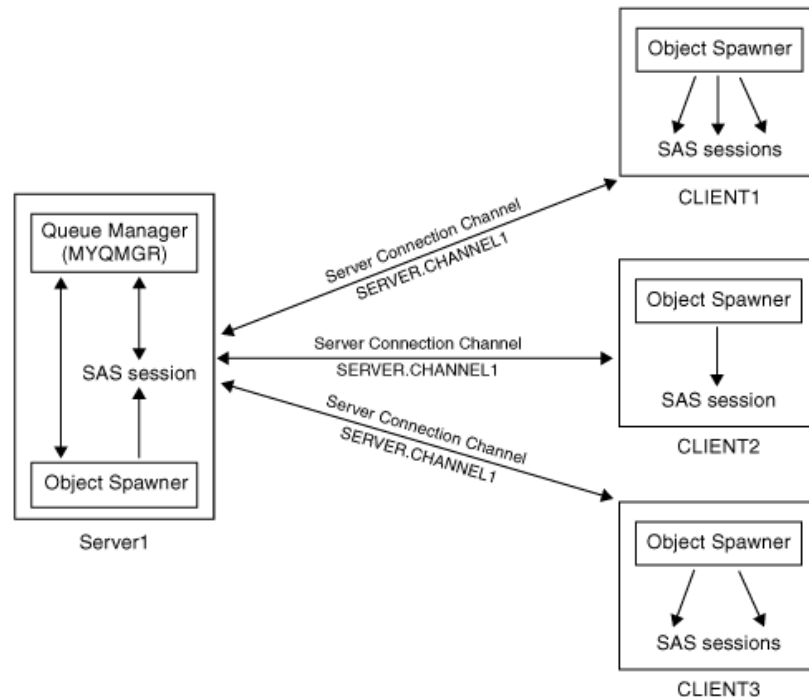 Queue Manager
(MYQMGR)
SAS session
Object Spawner
Server1
Server Connection Channel
SERVER.CHANNEL1
Server Connection Channel
SERVER.CHANNEL1
Server Connection Channel
SERVER.CHANNEL1
Object Spawner
SAS sessions
CLIENT1
Object Spawner
SAS session
CLIENT2
Object Spawner
SAS sessions
CLIENT3